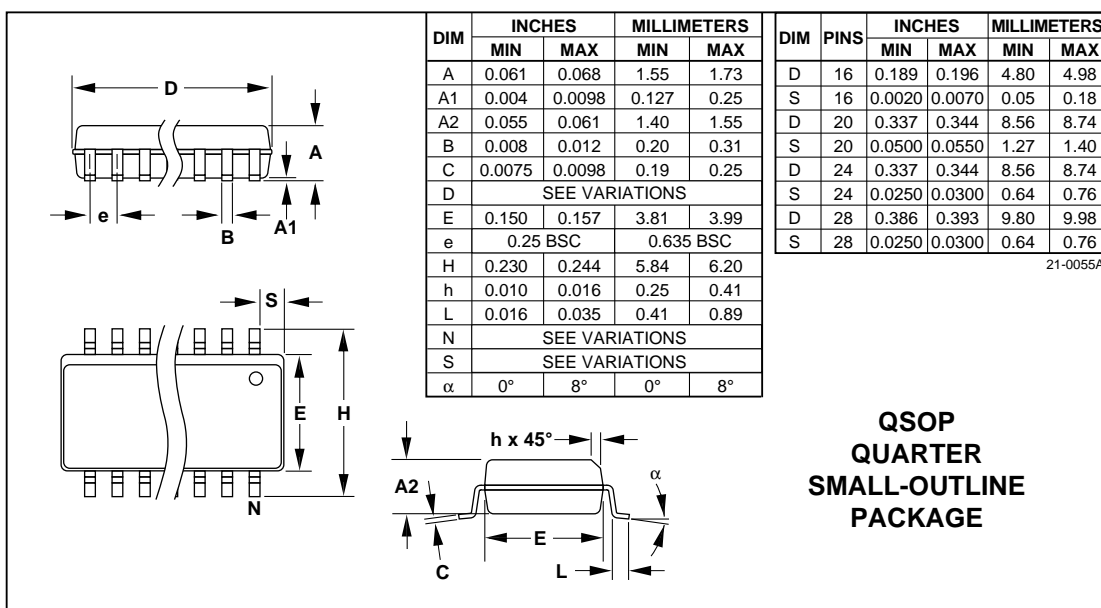 DIM INCHES MILLIMETERS
MIN MAX MIN MAX
A 0.061 0.068 1.55 1.73
A1 0.004 0.0098 0.127 0.25
A2 0.055 0.061 1.40 1.55
B 0.008 0.012 0.20 0.31
C 0.0075 0.0098 0.19 0.25
D SEE VARIATIONS
E 0.150 0.157 3.81 3.99
e 0.25 BSC 0.635 BSC
H 0.230 0.244 5.84 6.20
h 0.010 0.016 0.25 0.41
L 0.016 0.035 0.41 0.89
N SEE VARIATIONS
S SEE VARIATIONS
α 0° 8° 0° 8°
DIM PINS INCHES MILLIMETERS
MIN MAX MIN MAX
D 16 0.189 0.196 4.80 4.98
S 16 0.0020 0.0070 0.05 0.18
D 20 0.337 0.344 8.56 8.74
S 20 0.0500 0.0550 1.27 1.40
D 24 0.337 0.344 8.56 8.74
S 24 0.0250 0.0300 0.64 0.76
D 28 0.386 0.393 9.80 9.98
S 28 0.0250 0.0300 0.64 0.76
21-0055A
D
A
e
B
A1
S
E
H
N
h x 45°
A2
α
E
C
L
QSOP
QUARTER
SMALL-OUTLINE
PACKAGE